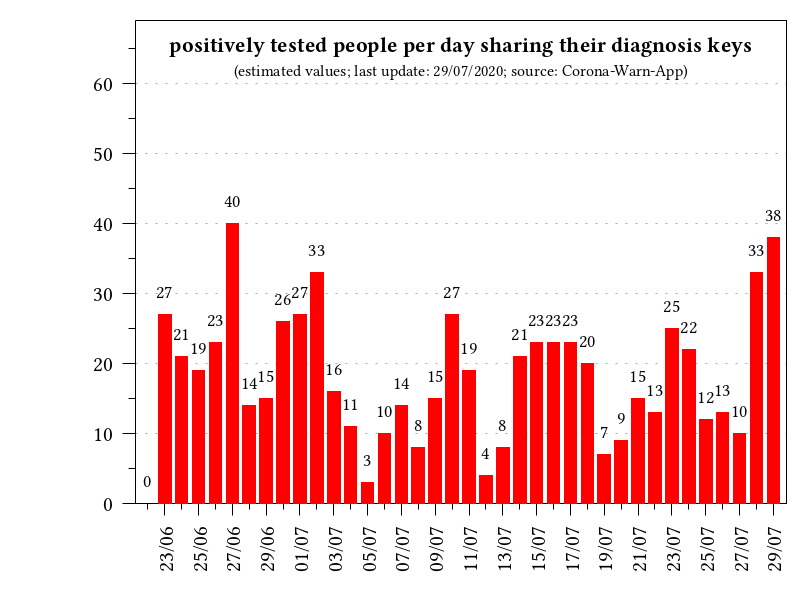 positively tested people per day sharing their diagnosis keys
(estimated values; last update: 29/07/2020; source: Corona-Warn-App)
60
50
40
30
20
10
0
0 27 21 19 23 40 14 15 26 27 33 16 11 3 10 14 8 15 27 19 4 8 21 23 23 23 20 7 9 15 13 25 22 12 13 10 33 38
23/06 25/06 27/06 29/06 01/07 03/07 05/07 07/07 09/07 11/07 13/07 15/07 17/07 19/07 21/07 23/07 25/07 27/07 29/07